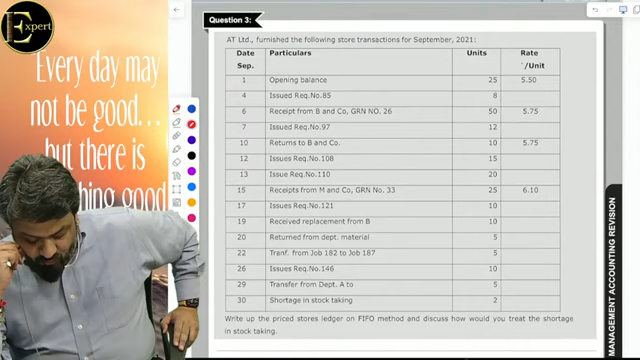 Expert
Every day may
not be good...
but there is
thing good
Question 3:
AT Ltd., furnished the following store transactions for September, 2021:
Date Sep. Particulars Units Rate `/Unit
1 Opening balance 25 5.50
4 Issued Req.No.85 8
6 Receipt from B and Co, GRN NO. 26 50 5.75
7 Issued Req.No.97 12
10 Returns to B and Co. 10 5.75
12 Issues Req.No.108 15
13 Issue Req.No.110 20
15 Receipts from M and Co, GRN No. 33 25 6.10
17 Issues Req.No.121 10
19 Received replacement from B 10
20 Returned from dept. material 5
22 Tranf. from Job 182 to Job 187 5
26 Issues Req.No.146 10
29 Transfer from Dept. A to 5
30 Shortage in stock taking 2
Write up the priced stores ledger on FIFO method and discuss how would you treat the shortage
in stock taking.
MANAGEMENT ACCOUNTING REVISION